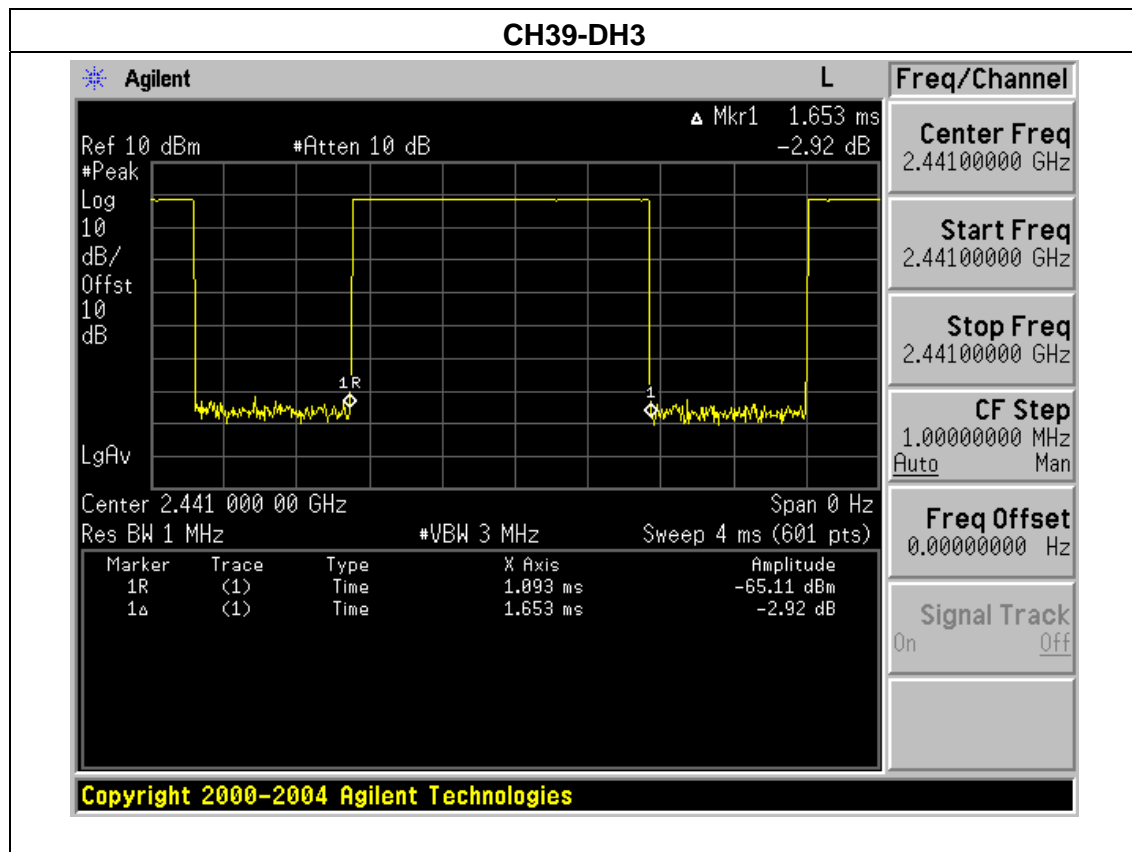 CH39-DH3
Agilent L Freq/Channel
Δ Mkr1 1.653 ms
Ref 10 dBm #Atten 10 dB -2.92 dB
#Peak
Log
10
dB/
Offst
10
dB
1R
1
LgAv
Center 2.441 000 00 GHz Span 0 Hz
Res BW 1 MHz #VBW 3 MHz Sweep 4 ms (601 pts)
Marker Trace Type X Axis Amplitude
1R (1) Time 1.093 ms -65.11 dBm
1Δ (1) Time 1.653 ms -2.92 dB
Center Freq
2.44100000 GHz
Start Freq
2.44100000 GHz
Stop Freq
2.44100000 GHz
CF Step
1.00000000 MHz
Auto Man
Freq Offset
0.00000000 Hz
Signal Track
On Off
Copyright 2000-2004 Agilent Technologies